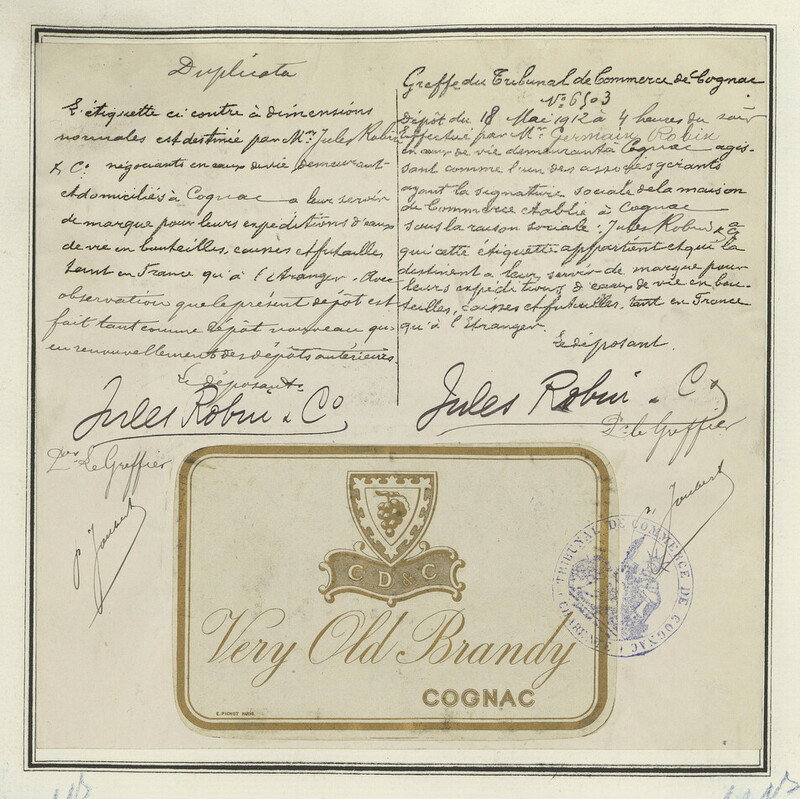 Duplicata
L'étiquette ci contre à dimensions
normales est destinée par Mrs Jules Robin
& Co négociants en eaux de vie, demeurant
et domiciliés à Cognac a leur servir
de marque pour leurs expéditions d'eaux
de vie en bouteilles, caisses et futailles
tant en France qu'à l'étranger. Avec
observation que le présent dépôt est
fait tant comme dépôt nouveau qu'
en renouvellement des dépôts antérieurs.
Le déposant
Jules Robin & Co
Le Greffier
P. Joubert
Greffe du Tribunal de Commerce de Cognac
No 6503
Dépôt du 18 Mai 1912 à 4 heures du soir
Effectué par Mr Germain Robin
en eaux de vie demeurant à Cognac agis-
sant comme l'un des associés gérants
ayant la signature sociale de la maison
de Commerce établie à Cognac
sous la raison sociale: Jules Robin & Co
qui cette étiquette appartient et qui la
destinent a leur servir de marque pour
leurs expéditions d'eaux de vie en bou-
teilles, caisses et futailles, tant en France
qu'à l'Etranger.
Le déposant.
Jules Robin & Co
Le Greffier
P. Joubert
CD&C
Very Old Brandy
COGNAC
E. PICHOT PARIS
TRIBUNAL DE COMMERCE DE COGNAC
CHARENTE